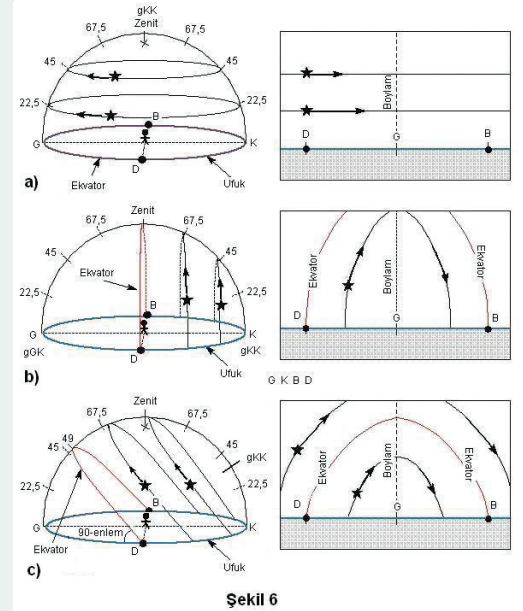 gKK
Zenit
67,5
67,5
45
45
22,5
22,5
B
G
K
D
Ekvator
Ufuk
a)
Boylam
D
G
B
Zenit
67,5
67,5
45
45
Ekvator
22,5
22,5
B
G
K
gGK
gKK
D
Ufuk
b)
Ekvator
Boylam
Ekvator
D
G
B
G K B D
Zenit
67,5
67,5
49
45
45
gKK
22,5
22,5
B
G
K
90-enlem
Ekvator
D
Ufuk
c)
Ekvator
Boylam
Ekvator
D
G
B
Şekil 6